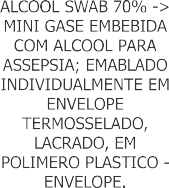 ALCOOL SWAB 70% ->
MINI GASE EMBEBIDA
COM ALCOOL PARA
ASSEPSIA; EMABLADO
INDIVIDUALMENTE EM
ENVELOPE
TERMOSSELADO,
LACRADO, EM
POLIMERO PLASTICO -
ENVELOPE.